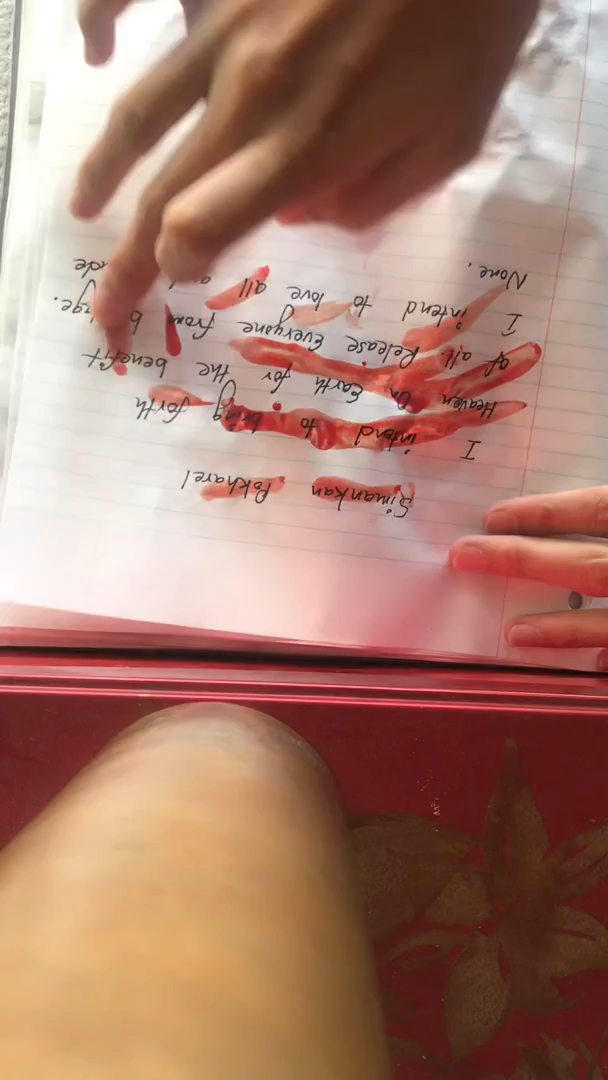 Simankan Pokharel
I intend to bring forth
Heaven On Earth for the benefit
of all. Release Everyone from
I intend to love all
None.